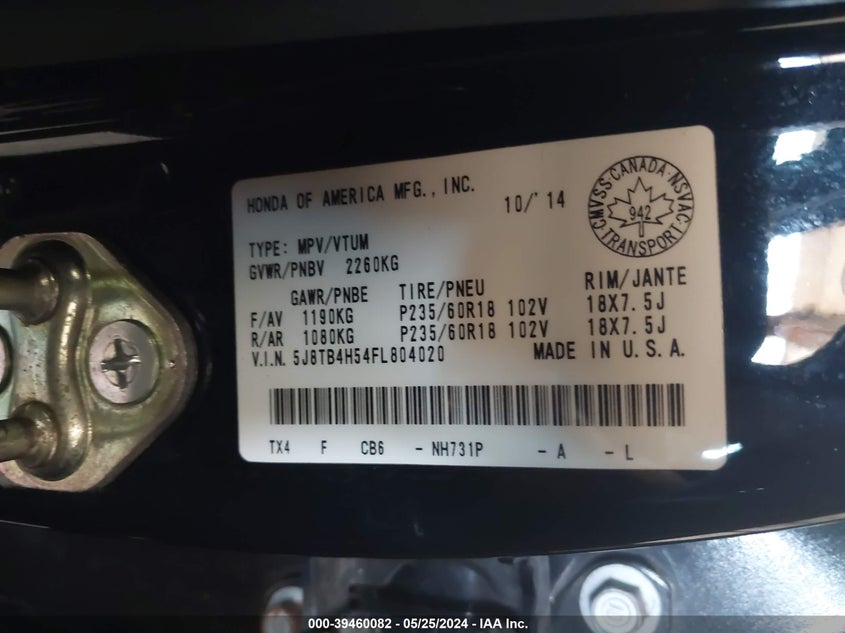 HONDA OF AMERICA MFG., INC.
10/'14
CMVSS·CANADA·NSVAC
942
TRANSPORT
TYPE: MPV/VTUM
GVWR/PNBV 2260KG
GAWR/PNBE TIRE/PNEU RIM/JANTE
F/AV 1190KG P235/60R18 102V 18X7.5J
R/AR 1080KG P235/60R18 102V 18X7.5J
V.I.N. 5J8TB4H54FL804020 MADE IN U.S.A.
TX4 F CB6 - NH731P - A - L
000-39460082 - 05/25/2024 - IAA Inc.